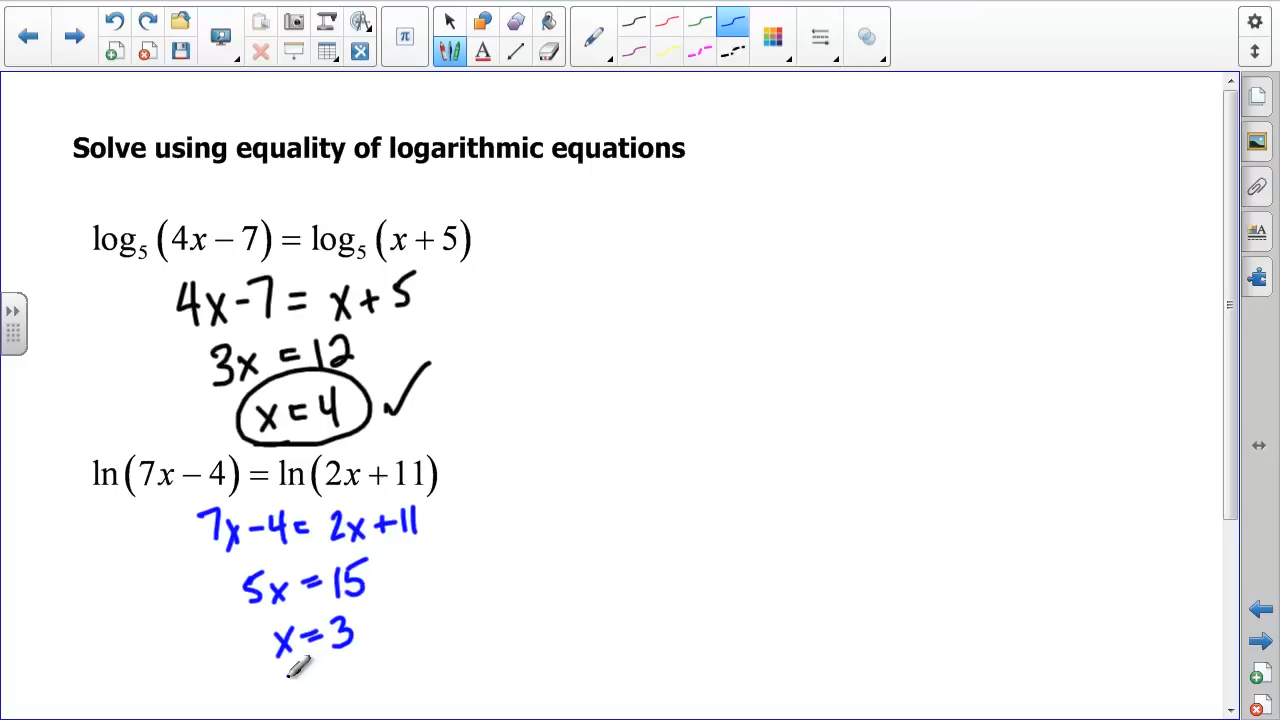 Solve using equality of logarithmic equations
log₅(4x − 7) = log₅(x + 5)
4x-7 = x+5
3x = 12
x = 4 ✓
ln(7x − 4) = ln(2x + 11)
7x-4 = 2x+11
5x = 15
x = 3